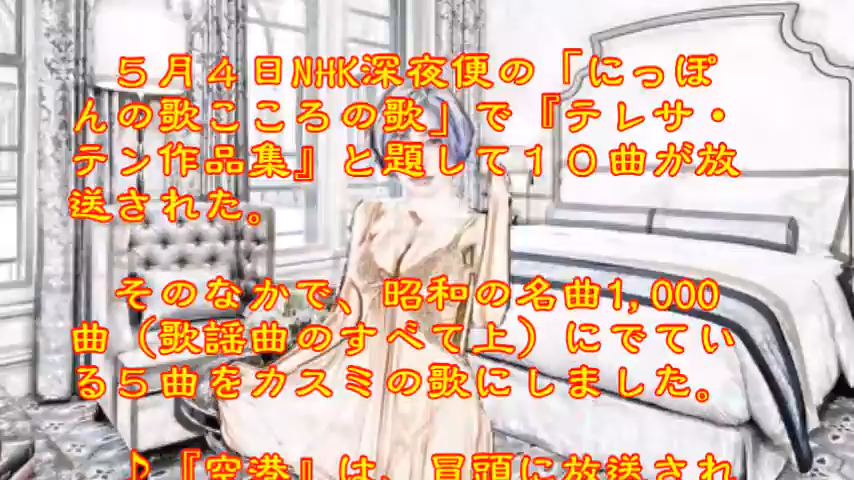 ５月４日NHK深夜便の「にっぽ
んの歌こころの歌」で『テレサ・
テン作品集』と題して１０曲が放
送された。
そのなかで、昭和の名曲1,000
曲（歌謡曲のすべて上）にでてい
る５曲をカスミの歌にしました。
♪『空港』は、冒頭に放送され